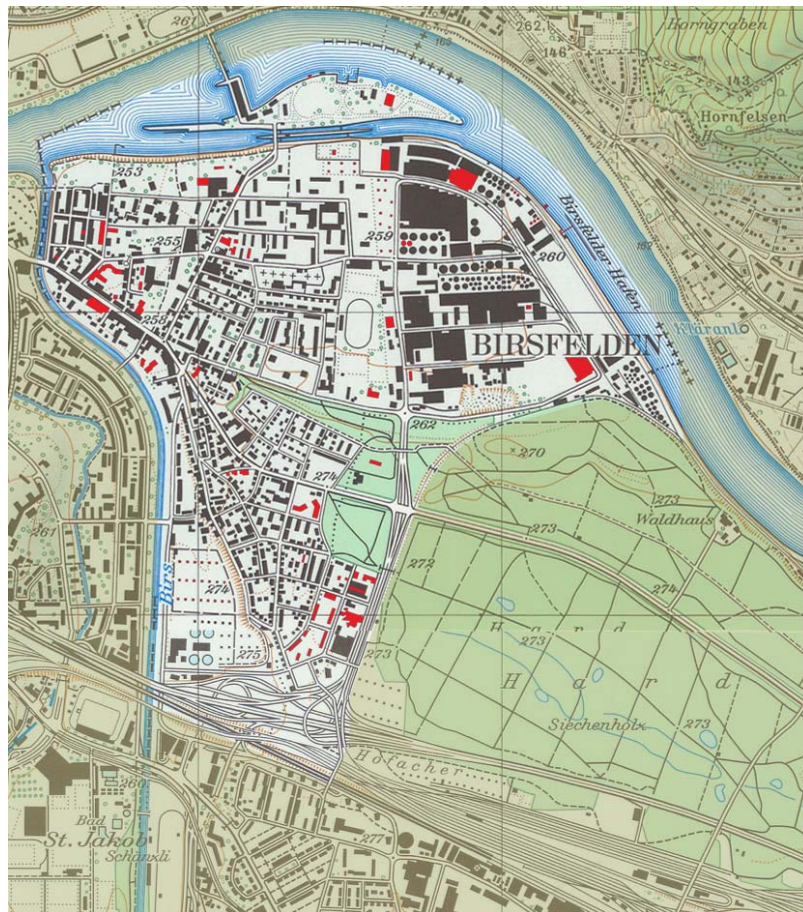 261
262,1
Horngraben
146
143
Hornfelsen
253
255
259
Birsfelder Hafen
260
258
Kläranl.
BIRSFELDEN
262
270
274
273
Waldhaus
261
273
272
274
Birs
274
Hard
273
275
273
Hard
Siechenholz
273
Hofacher
260
Bad
St. Jakob
Schänzli
277